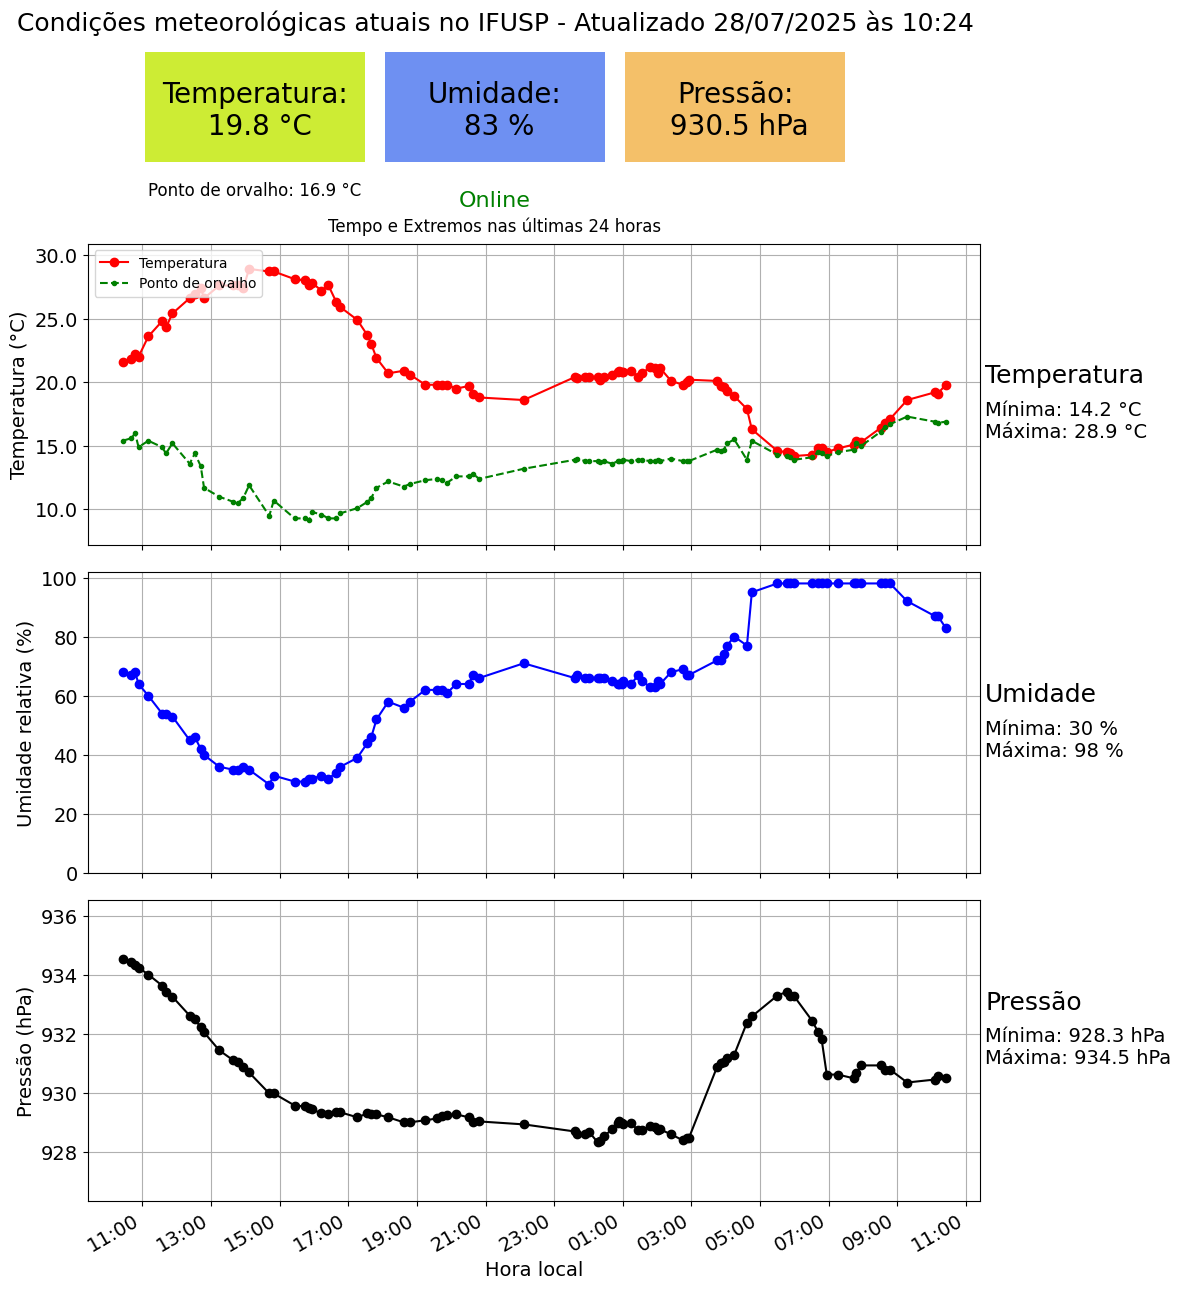 Condições meteorológicas atuais no IFUSP - Atualizado 28/07/2025 às 10:24
Temperatura:
19.8 °C
Umidade:
83 %
Pressão:
930.5 hPa
Ponto de orvalho: 16.9 °C
Online
Tempo e Extremos nas últimas 24 horas
Temperatura (°C)
30.0
25.0
20.0
15.0
10.0
Temperatura
Ponto de orvalho
Temperatura
Mínima: 14.2 °C
Máxima: 28.9 °C
Umidade relativa (%)
100
80
60
40
20
0
Umidade
Mínima: 30 %
Máxima: 98 %
Pressão (hPa)
936
934
932
930
928
Pressão
Mínima: 928.3 hPa
Máxima: 934.5 hPa
11:00
13:00
15:00
17:00
19:00
21:00
23:00
01:00
03:00
05:00
07:00
09:00
11:00
Hora local